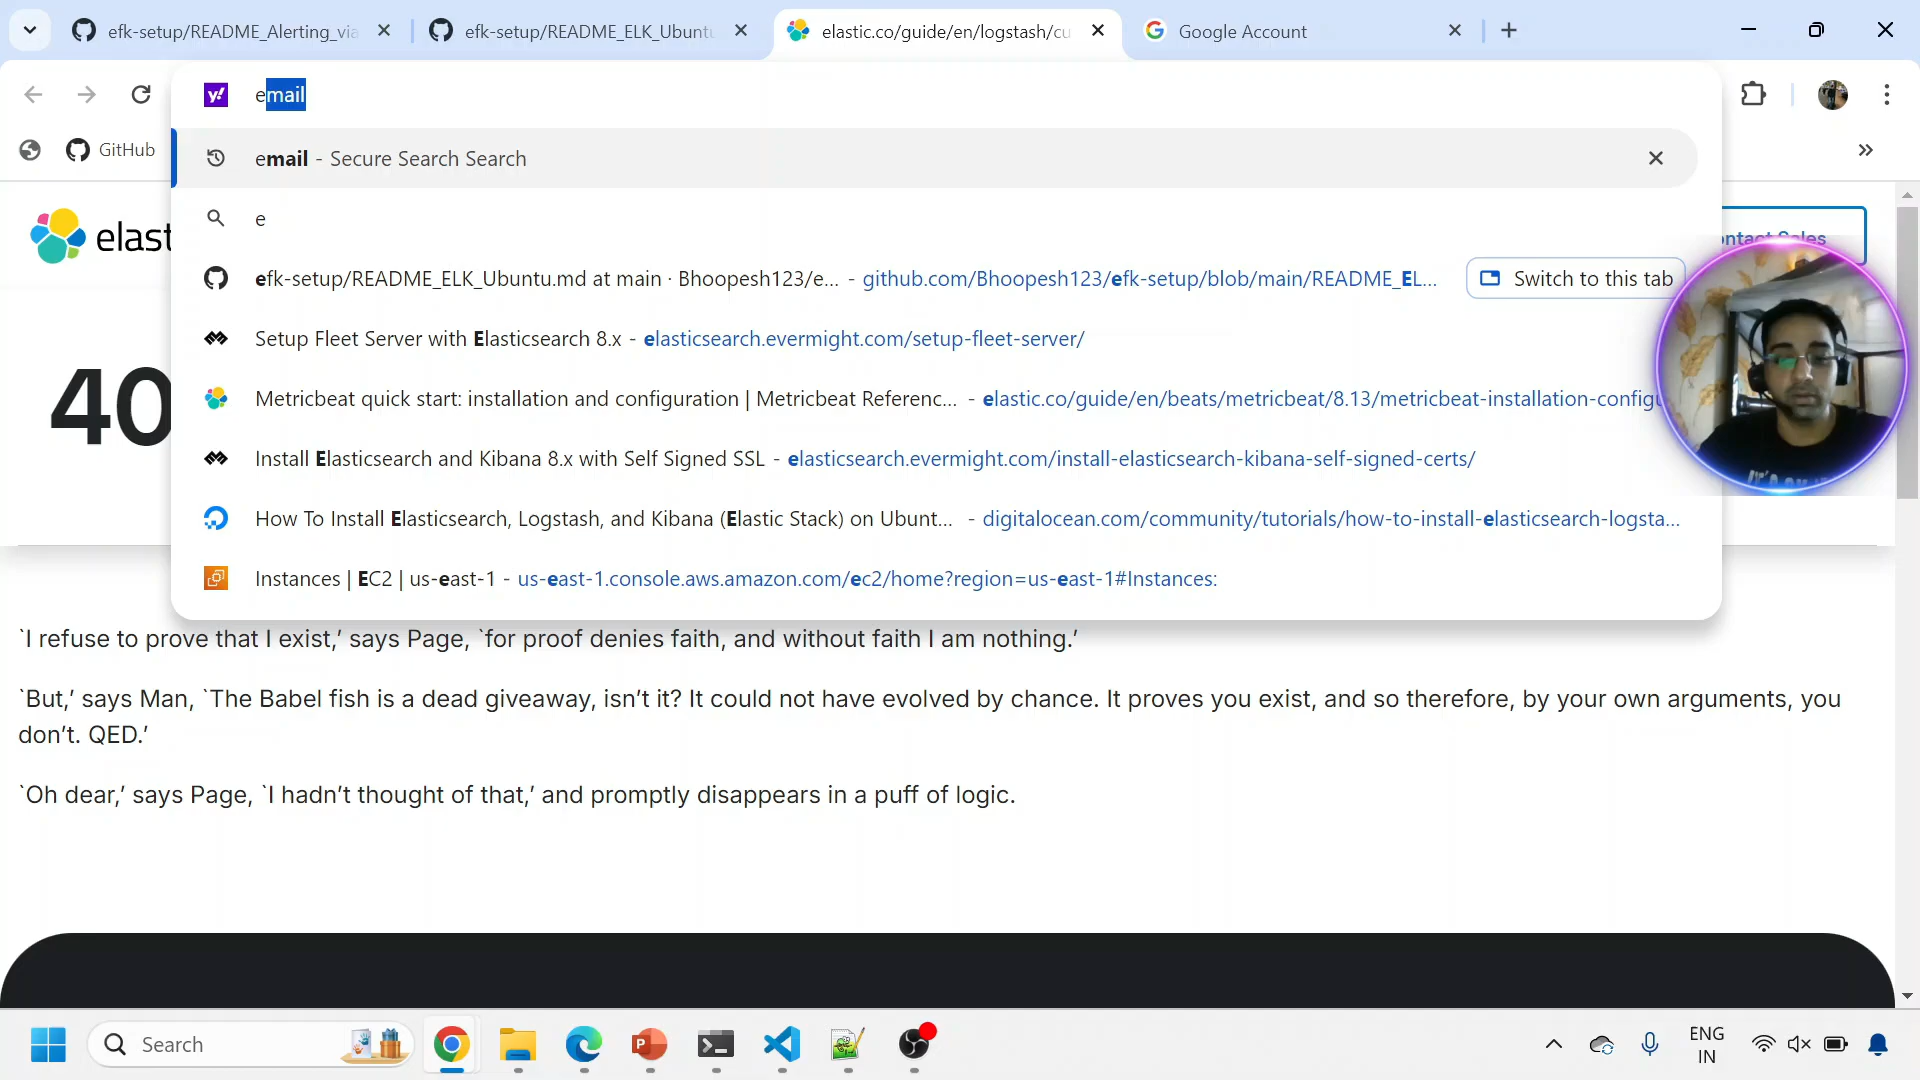 efk-setup/README_Alerting_via
efk-setup/README_ELK_Ubuntu
elastic.co/guide/en/logstash/cu
Google Account
y!
email
GitHub
email - Secure Search Search
e
efk-setup/README_ELK_Ubuntu.md at main · Bhoopesh123/e... - github.com/Bhoopesh123/efk-setup/blob/main/README_EL...
Switch to this tab
Setup Fleet Server with Elasticsearch 8.x - elasticsearch.evermight.com/setup-fleet-server/
Metricbeat quick start: installation and configuration | Metricbeat Referenc... - elastic.co/guide/en/beats/metricbeat/8.13/metricbeat-installation-configu
Install Elasticsearch and Kibana 8.x with Self Signed SSL - elasticsearch.evermight.com/install-elasticsearch-kibana-self-signed-certs/
How To Install Elasticsearch, Logstash, and Kibana (Elastic Stack) on Ubunt... - digitalocean.com/community/tutorials/how-to-install-elasticsearch-logsta...
Instances | EC2 | us-east-1 - us-east-1.console.aws.amazon.com/ec2/home?region=us-east-1#Instances:
elast
ontact Sales
40
`I refuse to prove that I exist,’ says Page, `for proof denies faith, and without faith I am nothing.’
`But,’ says Man, `The Babel fish is a dead giveaway, isn’t it? It could not have evolved by chance. It proves you exist, and so therefore, by your own arguments, you
don’t. QED.’
`Oh dear,’ says Page, `I hadn’t thought of that,’ and promptly disappears in a puff of logic.
Search
ENG
IN